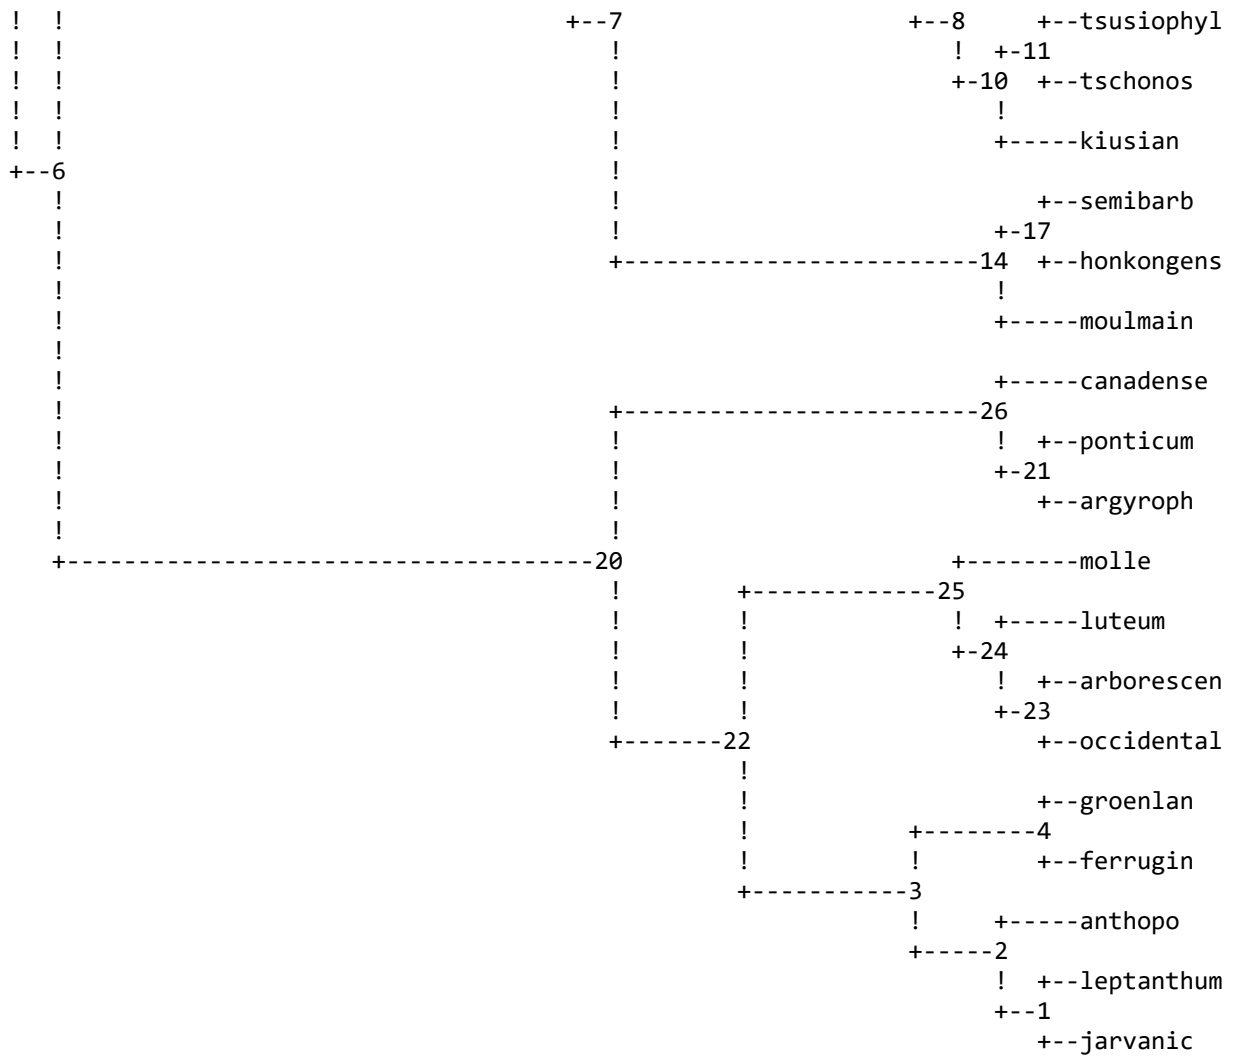 !  !                                   +--7                    +--8     +--tsusiophyl
!  !                                      !                       !  +-11
!  !                                      !                       +-10  +--tschonos
!  !                                      !                          !
!  !                                      !                          +-----kiusian
+--6                                      !
   !                                      !                             +--semibarb
   !                                      !                          +-17
   !                                      +-------------------------14  +--honkongens
   !                                                                 !
   !                                                                 +-----moulmain
   !
   !                                                                 +-----canadense
   !                                      +-------------------------26
   !                                      !                          !  +--ponticum
   !                                      !                          +-21
   !                                      !                             +--argyroph
   !                                      !
   +-------------------------------------20                       +--------molle
                                          !        +-------------25
                                          !        !              !  +-----luteum
                                          !        !              +-24
                                          !        !                 !  +--arborescen
                                          !        !                 +-23
                                          +-------22                    +--occidental
                                                   !
                                                   !                    +--groenlan
                                                   !           +--------4
                                                   !           !        +--ferrugin
                                                   +-----------3
                                                               !     +-----anthopo
                                                               +-----2
                                                                     !  +--leptanthum
                                                                     +--1
                                                                        +--jarvanic